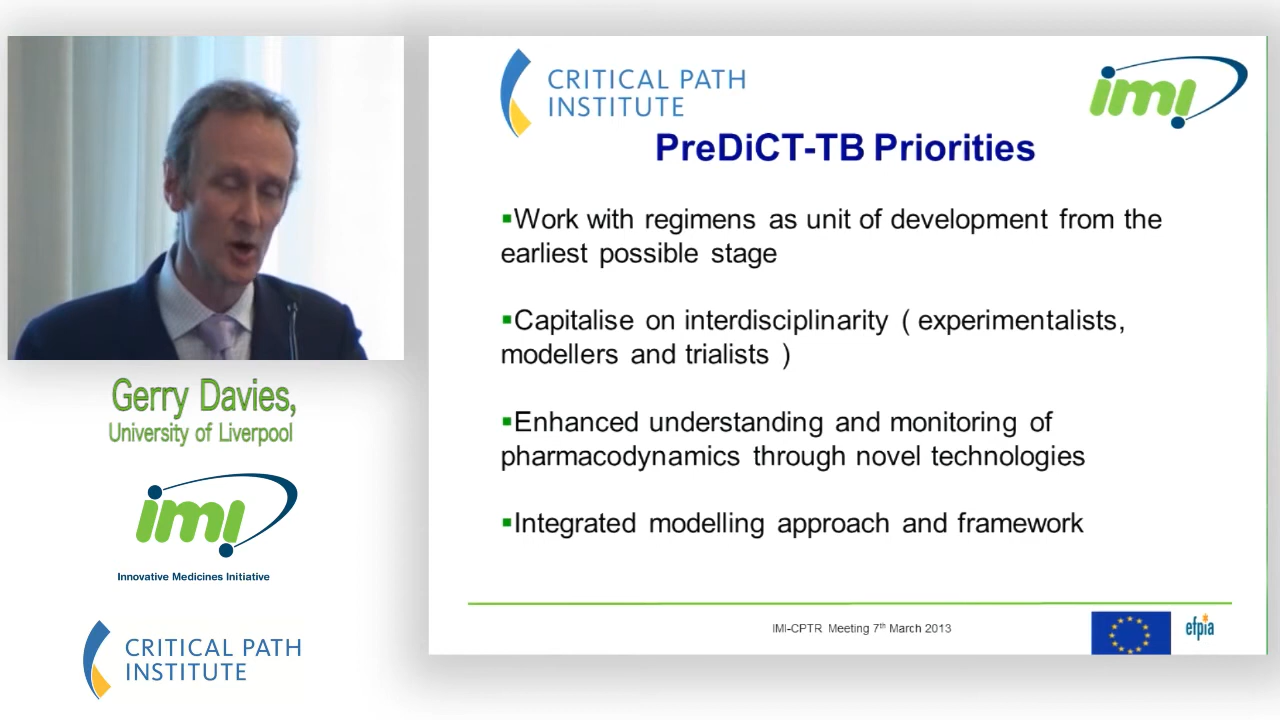 Gerry Davies,
University of Liverpool
imi
Innovative Medicines Initiative
CRITICAL PATH
INSTITUTE
CRITICAL PATH
INSTITUTE
imi
PreDiCT-TB Priorities
▪Work with regimens as unit of development from the
earliest possible stage
▪Capitalise on interdisciplinarity ( experimentalists,
modellers and trialists )
▪Enhanced understanding and monitoring of
pharmacodynamics through novel technologies
▪Integrated modelling approach and framework
IMI-CPTR Meeting 7th March 2013
efpia